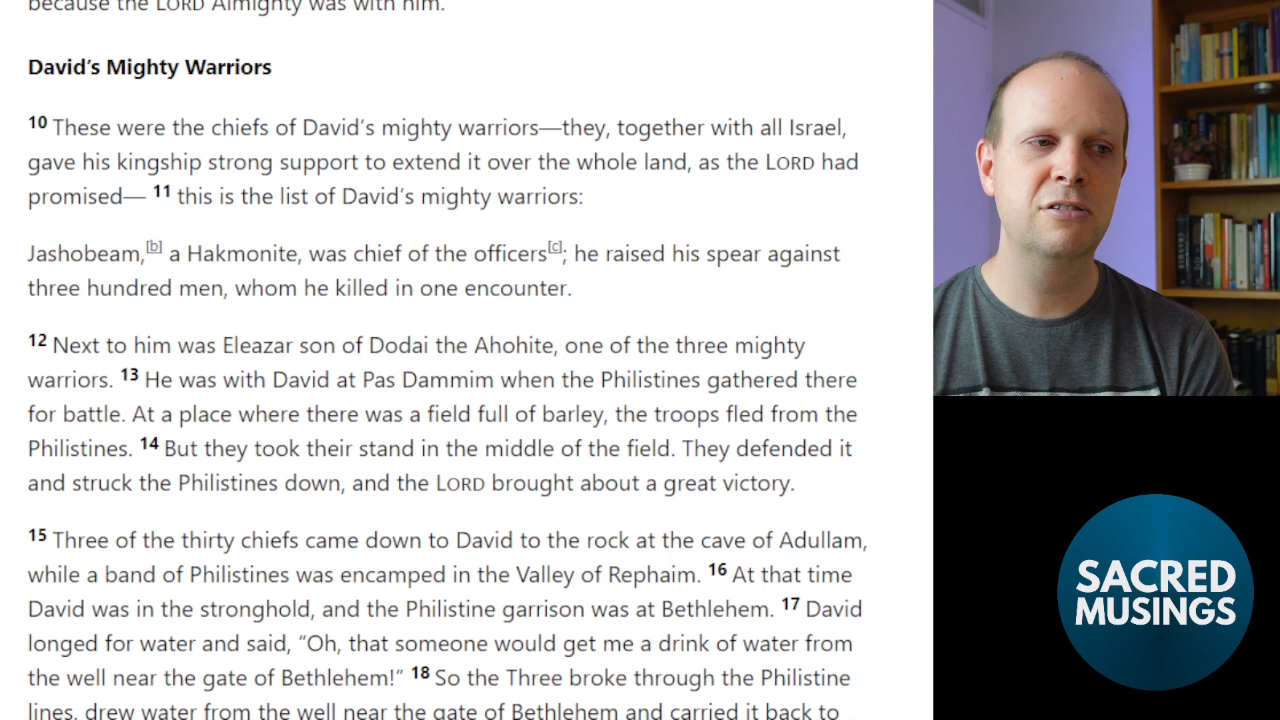 because the LORD Almighty was with him.
David’s Mighty Warriors
10 These were the chiefs of David’s mighty warriors—they, together with all Israel,
gave his kingship strong support to extend it over the whole land, as the LORD had
promised— 11 this is the list of David’s mighty warriors:
Jashobeam,[b] a Hakmonite, was chief of the officers[c]; he raised his spear against
three hundred men, whom he killed in one encounter.
12 Next to him was Eleazar son of Dodai the Ahohite, one of the three mighty
warriors. 13 He was with David at Pas Dammim when the Philistines gathered there
for battle. At a place where there was a field full of barley, the troops fled from the
Philistines. 14 But they took their stand in the middle of the field. They defended it
and struck the Philistines down, and the LORD brought about a great victory.
15 Three of the thirty chiefs came down to David to the rock at the cave of Adullam,
while a band of Philistines was encamped in the Valley of Rephaim. 16 At that time
David was in the stronghold, and the Philistine garrison was at Bethlehem. 17 David
longed for water and said, “Oh, that someone would get me a drink of water from
the well near the gate of Bethlehem!” 18 So the Three broke through the Philistine
lines, drew water from the well near the gate of Bethlehem and carried it back to
SACRED
MUSINGS